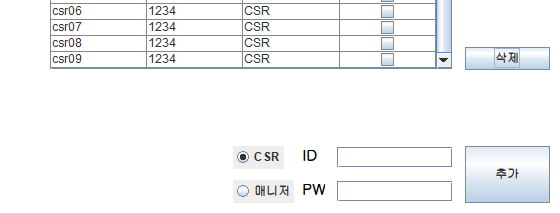 csr06 1234 CSR
csr07 1234 CSR
csr08 1234 CSR
csr09 1234 CSR
삭제
CSR ID
추가
매니저 PW